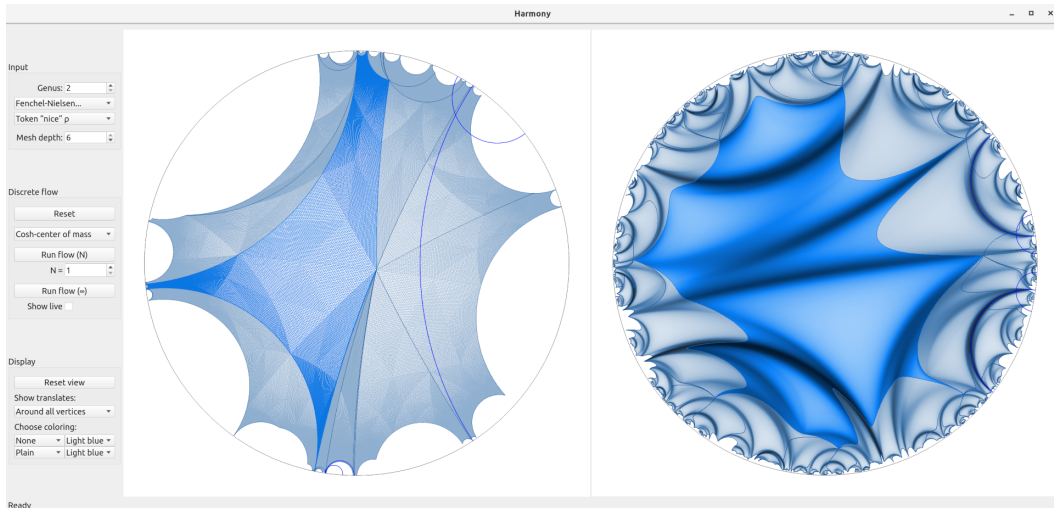 Harmony
Input
Genus: 2
Fenchel-Nielsen...
Token "nice" ρ
Mesh depth: 6
Discrete flow
Reset
Cosh-center of mass
Run flow (N)
N = 1
Run flow (∞)
Show live
Display
Reset view
Show translates:
Around all vertices
Choose coloring:
None Light blue
Plain Light blue
Ready